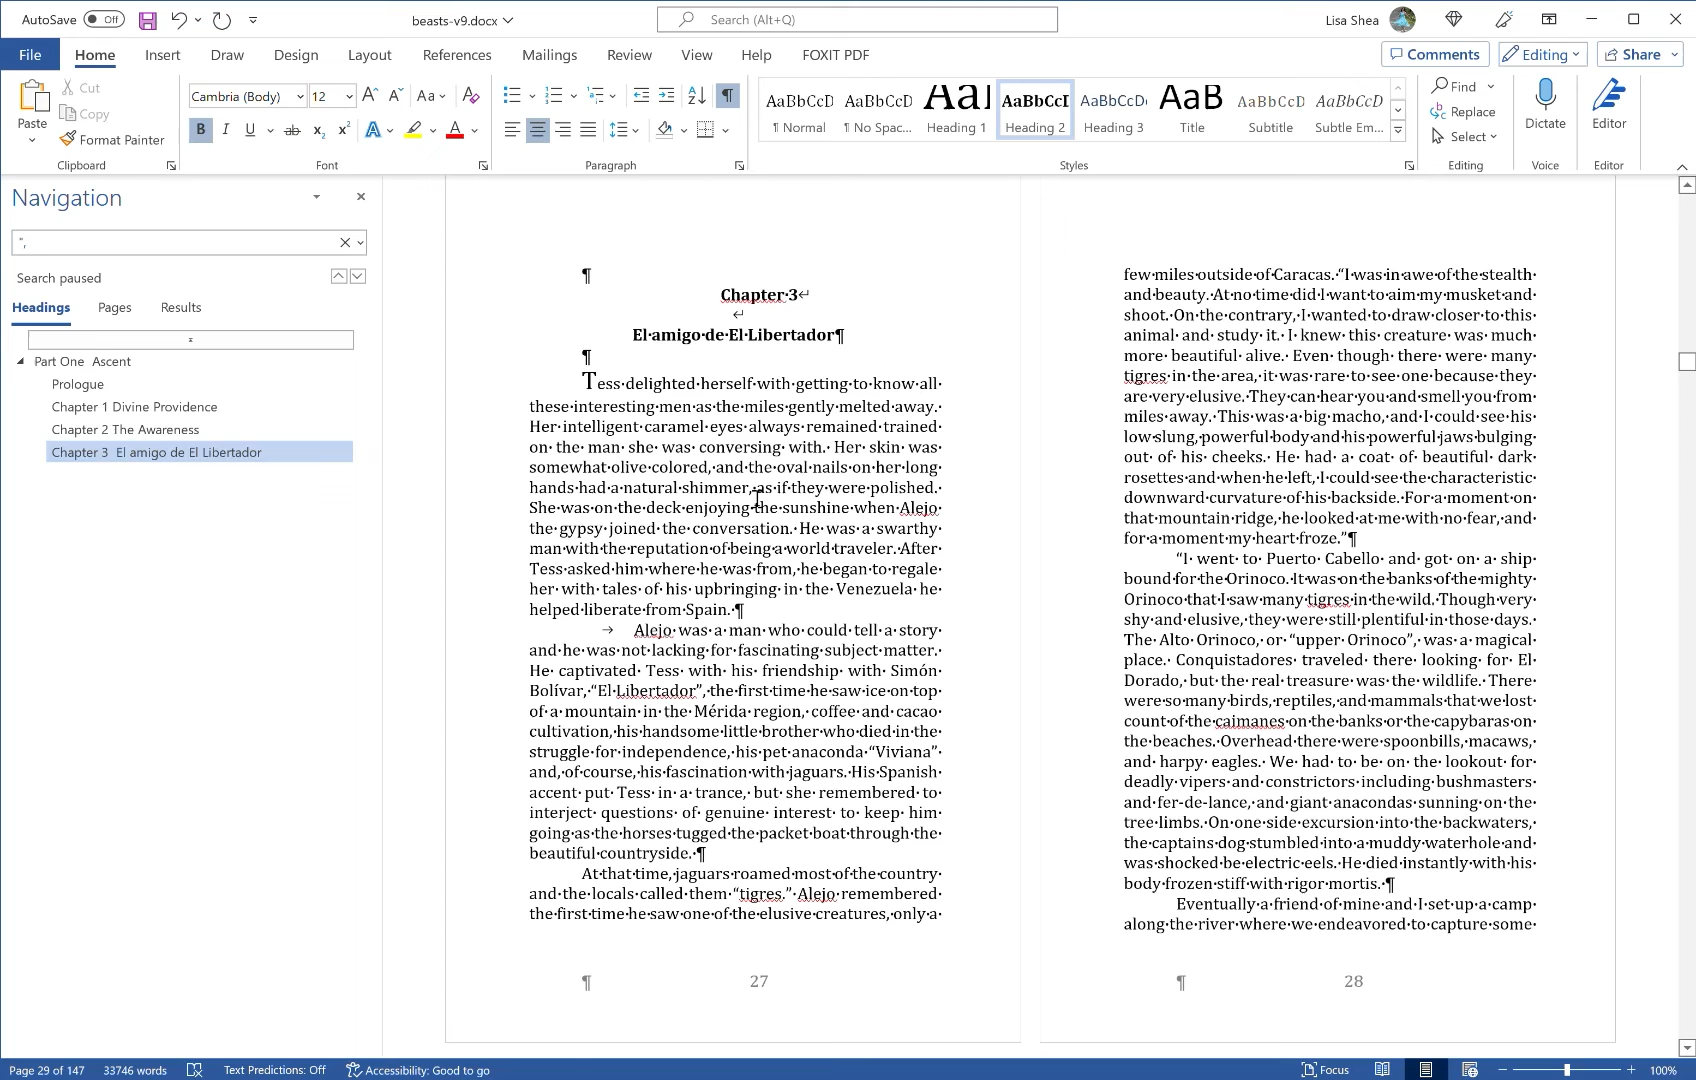 AutoSave Off
beasts-v9.docx
Search (Alt+Q)
Lisa Shea
File Home Insert Draw Design Layout References Mailings Review View Help FOXIT PDF
Comments Editing Share
Paste
Cut
Copy
Format Painter
Clipboard
Cambria (Body) 12
Font
Paragraph
AaBbCcD AaBbCcD AaI AaBbCcI AaBbCcD AaB AaBbCcD AaBbCcD
¶ Normal ¶ No Spac... Heading 1 Heading 2 Heading 3 Title Subtitle Subtle Em...
Styles
Find
Replace
Select
Editing
Dictate
Voice
Editor
Editor
Navigation
",
Search paused
Headings Pages Results
Part One Ascent
Prologue
Chapter 1 Divine Providence
Chapter 2 The Awareness
Chapter 3 El amigo de El Libertador
¶
Chapter·3↵
↵
El·amigo·de·El·Libertador¶
¶
Tess·delighted·herself·with·getting·to·know·all·
these·interesting·men·as·the·miles·gently·melted·away.·
Her·intelligent·caramel·eyes·always·remained·trained·
on·the·man·she·was·conversing·with.·Her·skin·was·
somewhat·olive·colored,·and·the·oval·nails·on·her·long·
hands·had·a·natural·shimmer,·as·if·they·were·polished.·
She·was·on·the·deck·enjoying·the·sunshine·when·Alejo·
the·gypsy·joined·the·conversation.·He·was·a·swarthy·
man·with·the·reputation·of·being·a·world·traveler.·After·
Tess·asked·him·where·he·was·from,·he·began·to·regale·
her·with·tales·of·his·upbringing·in·the·Venezuela·he·
helped·liberate·from·Spain.·¶
→ Alejo·was·a·man·who·could·tell·a·story·
and·he·was·not·lacking·for·fascinating·subject·matter.·
He·captivated·Tess·with·his·friendship·with·Simón·
Bolívar,·“El·Libertador”,·the·first·time·he·saw·ice·on·top·
of·a·mountain·in·the·Mérida·region,·coffee·and·cacao·
cultivation,·his·handsome·little·brother·who·died·in·the·
struggle·for·independence,·his·pet·anaconda·“Viviana”·
and,·of·course,·his·fascination·with·jaguars.·His·Spanish·
accent·put·Tess·in·a·trance,·but·she·remembered·to·
interject·questions·of·genuine·interest·to·keep·him·
going·as·the·horses·tugged·the·packet·boat·through·the·
beautiful·countryside.·¶
At·that·time,·jaguars·roamed·most·of·the·country·
and·the·locals·called·them·“tigres.”·Alejo·remembered·
the·first·time·he·saw·one·of·the·elusive·creatures,·only·a·
¶ 27
few·miles·outside·of·Caracas.·“I·was·in·awe·of·the·stealth·
and·beauty.·At·no·time·did·I·want·to·aim·my·musket·and·
shoot.·On·the·contrary,·I·wanted·to·draw·closer·to·this·
animal·and·study·it.·I·knew·this·creature·was·much·
more·beautiful·alive.·Even·though·there·were·many·
tigres·in·the·area,·it·was·rare·to·see·one·because·they·
are·very·elusive.·They·can·hear·you·and·smell·you·from·
miles·away.·This·was·a·big·macho,·and·I·could·see·his·
low·slung,·powerful·body·and·his·powerful·jaws·bulging·
out·of·his·cheeks.·He·had·a·coat·of·beautiful·dark·
rosettes·and·when·he·left,·I·could·see·the·characteristic·
downward·curvature·of·his·backside.·For·a·moment·on·
that·mountain·ridge,·he·looked·at·me·with·no·fear,·and·
for·a·moment·my·heart·froze.”¶
“I·went·to·Puerto·Cabello·and·got·on·a·ship·
bound·for·the·Orinoco.·It·was·on·the·banks·of·the·mighty·
Orinoco·that·I·saw·many·tigres·in·the·wild.·Though·very·
shy·and·elusive,·they·were·still·plentiful·in·those·days.·
The·Alto·Orinoco,·or·“upper·Orinoco”,·was·a·magical·
place.·Conquistadores·traveled·there·looking·for·El·
Dorado,·but·the·real·treasure·was·the·wildlife.·There·
were·so·many·birds,·reptiles,·and·mammals·that·we·lost·
count·of·the·caimanes·on·the·banks·or·the·capybaras·on·
the·beaches.·Overhead·there·were·spoonbills,·macaws,·
and·harpy·eagles.·We·had·to·be·on·the·lookout·for·
deadly·vipers·and·constrictors·including·bushmasters·
and·fer-de-lance,·and·giant·anacondas·sunning·on·the·
tree·limbs.·On·one·side·excursion·into·the·backwaters,·
the·captains·dog·stumbled·into·a·muddy·waterhole·and·
was·shocked·be·electric·eels.·He·died·instantly·with·his·
body·frozen·stiff·with·rigor·mortis.·¶
Eventually·a·friend·of·mine·and·I·set·up·a·camp·
along·the·river·where·we·endeavored·to·capture·some·
¶ 28
Page 29 of 147 33746 words Text Predictions: Off Accessibility: Good to go Focus 100%